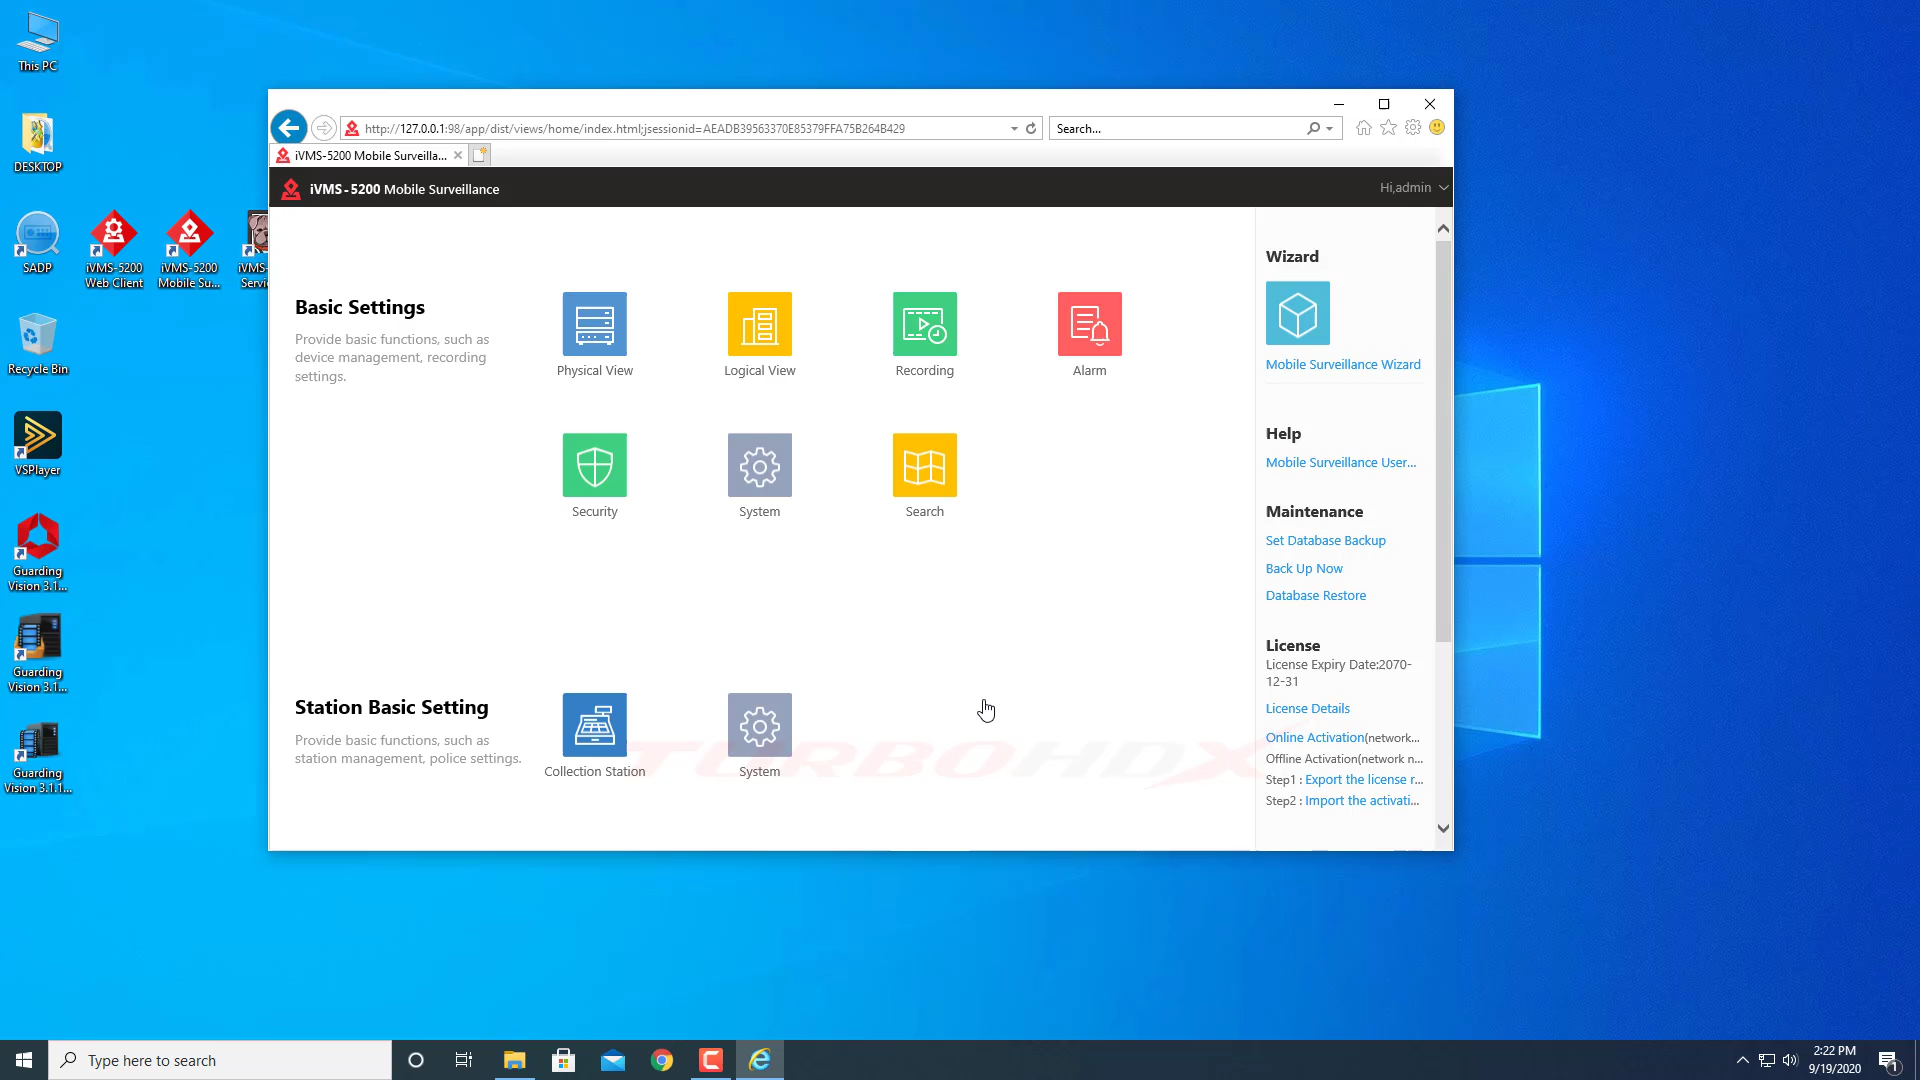 This PC
DESKTOP
SADP
iVMS-5200
Web Client
iVMS-5200
Mobile Su...
iVMS-
Servi
Recycle Bin
VSPlayer
Guarding
Vision 3.1...
Guarding
Vision 3.1...
Guarding
Vision 3.1.1...
http://127.0.0.1:98/app/dist/views/home/index.html;jsessionid=AEADB39563370E85379FFA75B264B429
Search...
iVMS-5200 Mobile Surveilla...
iVMS-5200 Mobile Surveillance
Hi,admin
Basic Settings
Provide basic functions, such as
device management, recording
settings.
Physical View
Logical View
Recording
Alarm
Security
System
Search
Station Basic Setting
Provide basic functions, such as
station management, police settings.
Collection Station
System
TURBOHDX
Wizard
Mobile Surveillance Wizard
Help
Mobile Surveillance User...
Maintenance
Set Database Backup
Back Up Now
Database Restore
License
License Expiry Date:2070-
12-31
License Details
Online Activation(network...
Offline Activation(network n...
Step1 : Export the license r...
Step2 : Import the activati...
Type here to search
2:22 PM
9/19/2020
1